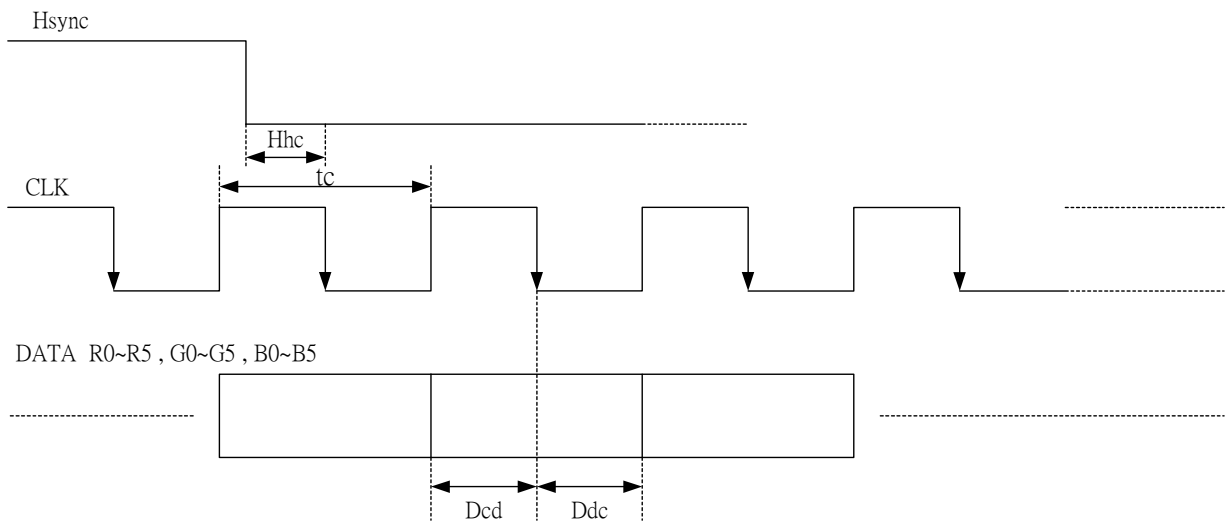 Hsync
Hhc
tc
CLK
DATA R0~R5 , G0~G5 , B0~B5
Dcd Ddc